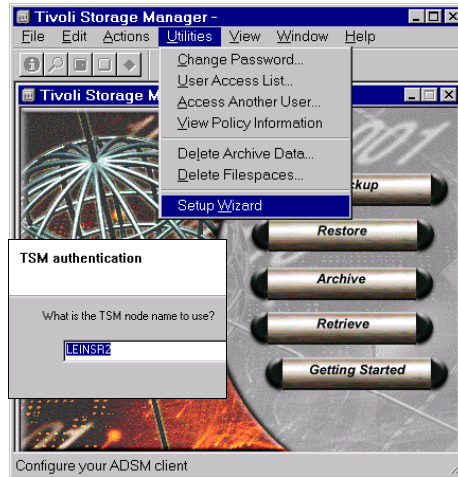 Tivoli Storage Manager -
File Edit Actions Utilities View Window Help
Change Password...
User Access List...
Access Another User...
View Policy Information
Delete Archive Data...
Delete Filespaces...
Setup Wizard
Tivoli Storage M
001
ckup
Restore
Archive
Retrieve
Getting Started
TSM authentication
What is the TSM node name to use?
LEINSR2
Configure your ADSM client